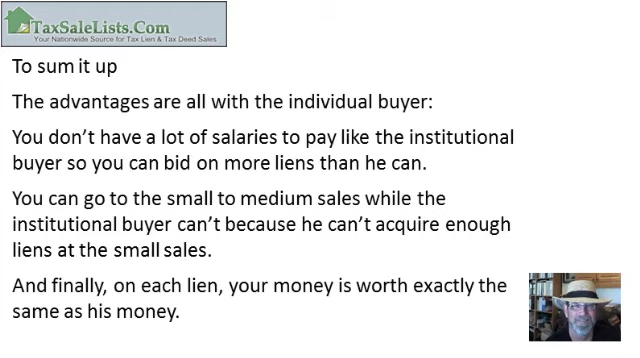 TaxSaleLists.Com
Your Nationwide Source for Tax Lien & Tax Deed Sales
To sum it up
The advantages are all with the individual buyer:
You don’t have a lot of salaries to pay like the institutional
buyer so you can bid on more liens than he can.
You can go to the small to medium sales while the
institutional buyer can’t because he can’t acquire enough
liens at the small sales.
And finally, on each lien, your money is worth exactly the
same as his money.